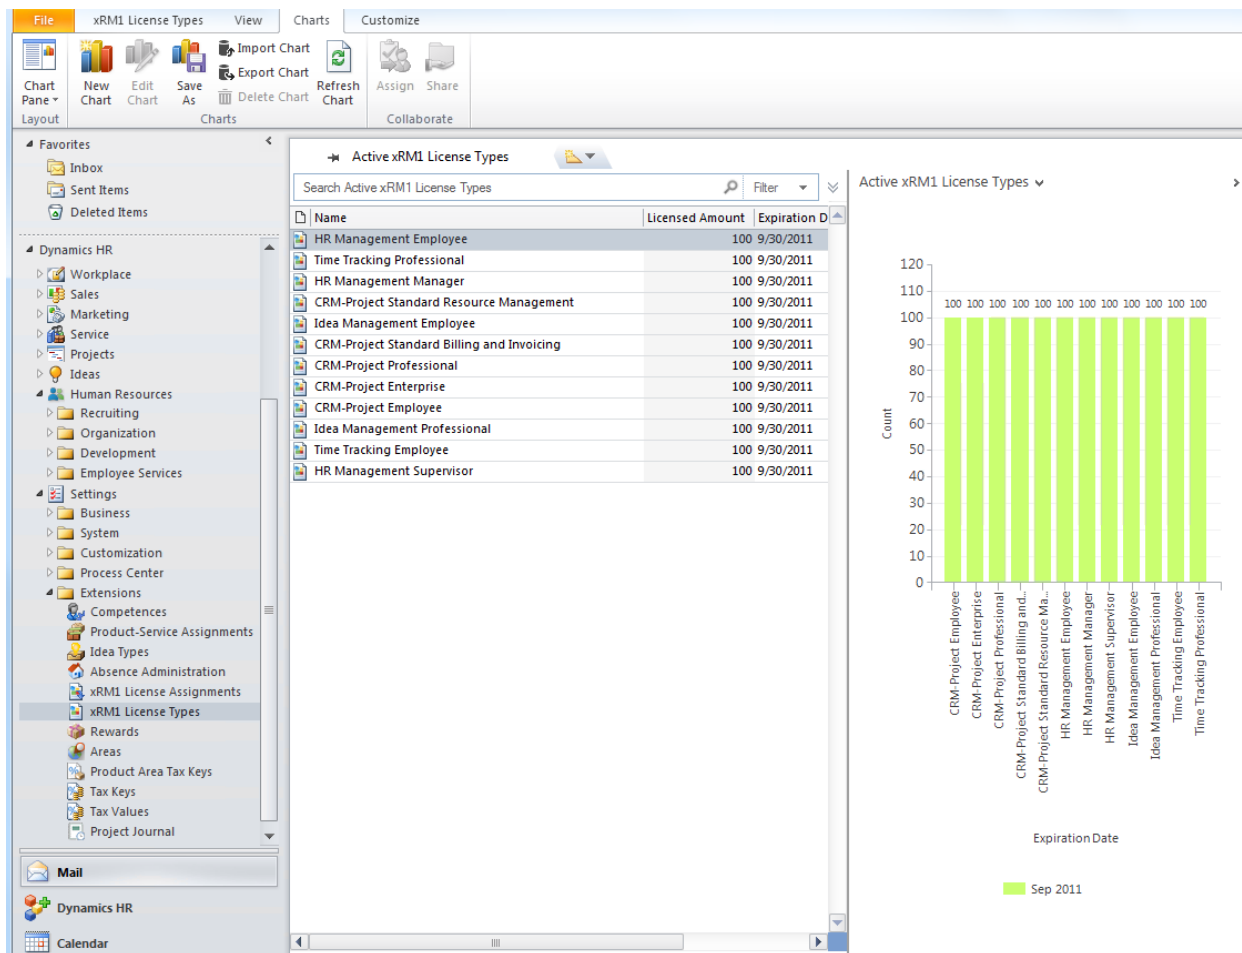 File xRM1 License Types View Charts Customize
Chart Pane New Chart Edit Chart Save As Import Chart Export Chart Delete Chart Refresh Chart Assign Share
Layout Charts Collaborate
Favorites
Inbox
Sent Items
Deleted Items
Dynamics HR
Workplace
Sales
Marketing
Service
Projects
Ideas
Human Resources
Recruiting
Organization
Development
Employee Services
Settings
Business
System
Customization
Process Center
Extensions
Competences
Product-Service Assignments
Idea Types
Absence Administration
xRM1 License Assignments
xRM1 License Types
Rewards
Areas
Product Area Tax Keys
Tax Keys
Tax Values
Project Journal
Mail
Dynamics HR
Calendar
Active xRM1 License Types
Search Active xRM1 License Types Filter
Name Licensed Amount Expiration D
HR Management Employee 100 9/30/2011
Time Tracking Professional 100 9/30/2011
HR Management Manager 100 9/30/2011
CRM-Project Standard Resource Management 100 9/30/2011
Idea Management Employee 100 9/30/2011
CRM-Project Standard Billing and Invoicing 100 9/30/2011
CRM-Project Professional 100 9/30/2011
CRM-Project Enterprise 100 9/30/2011
CRM-Project Employee 100 9/30/2011
Idea Management Professional 100 9/30/2011
Time Tracking Employee 100 9/30/2011
HR Management Supervisor 100 9/30/2011
Active xRM1 License Types
120
110
100 100 100 100 100 100 100 100 100 100 100 100
100
90
80
70
60
50
40
30
20
10
0
Count
CRM-Project Employee
CRM-Project Enterprise
CRM-Project Professional
CRM-Project Standard Billing and...
CRM-Project Standard Resource Ma...
HR Management Employee
HR Management Manager
HR Management Supervisor
Idea Management Employee
Idea Management Professional
Time Tracking Employee
Time Tracking Professional
Expiration Date
Sep 2011